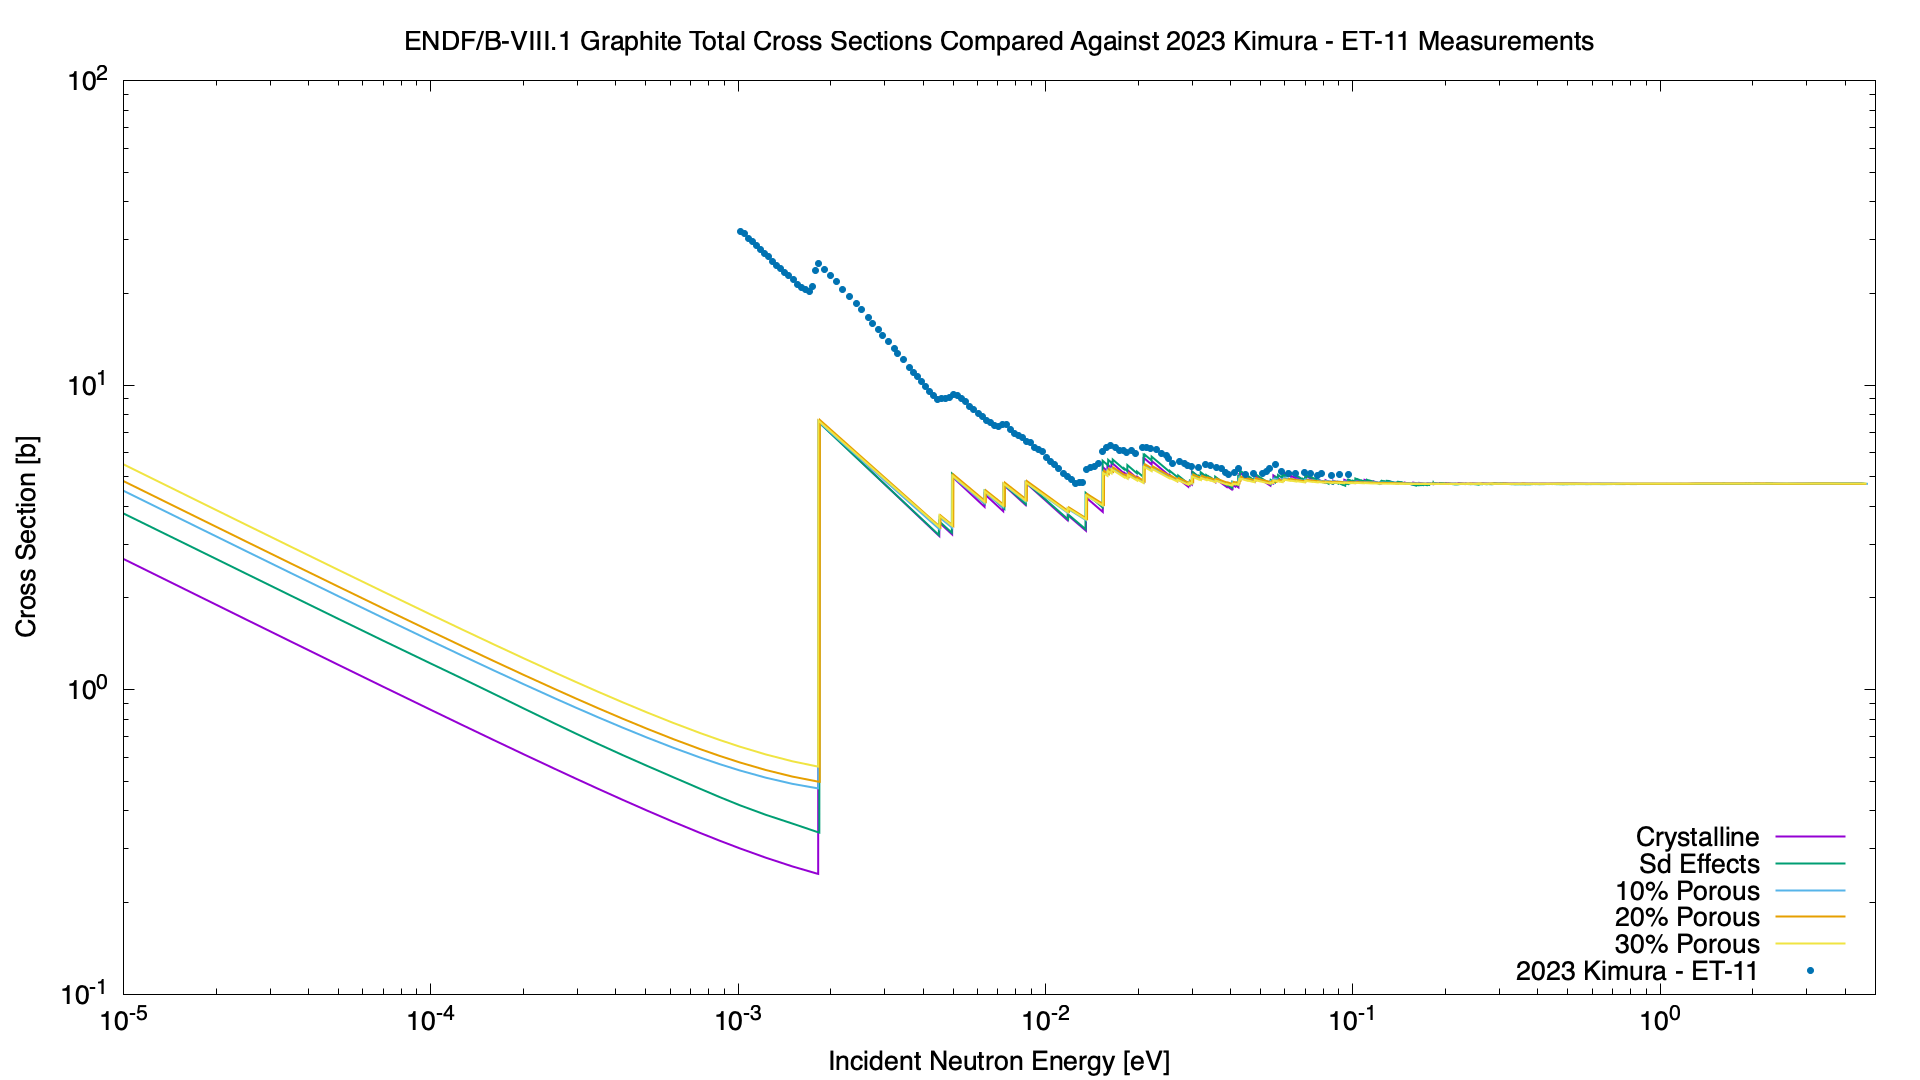 ENDF/B-VIII.1 Graphite Total Cross Sections Compared Against 2023 Kimura - ET-11 Measurements
10^2
10^1
10^0
10^-1
Cross Section [b]
10^-5 10^-4 10^-3 10^-2 10^-1 10^0
Incident Neutron Energy [eV]
Crystalline
Sd Effects
10% Porous
20% Porous
30% Porous
2023 Kimura - ET-11